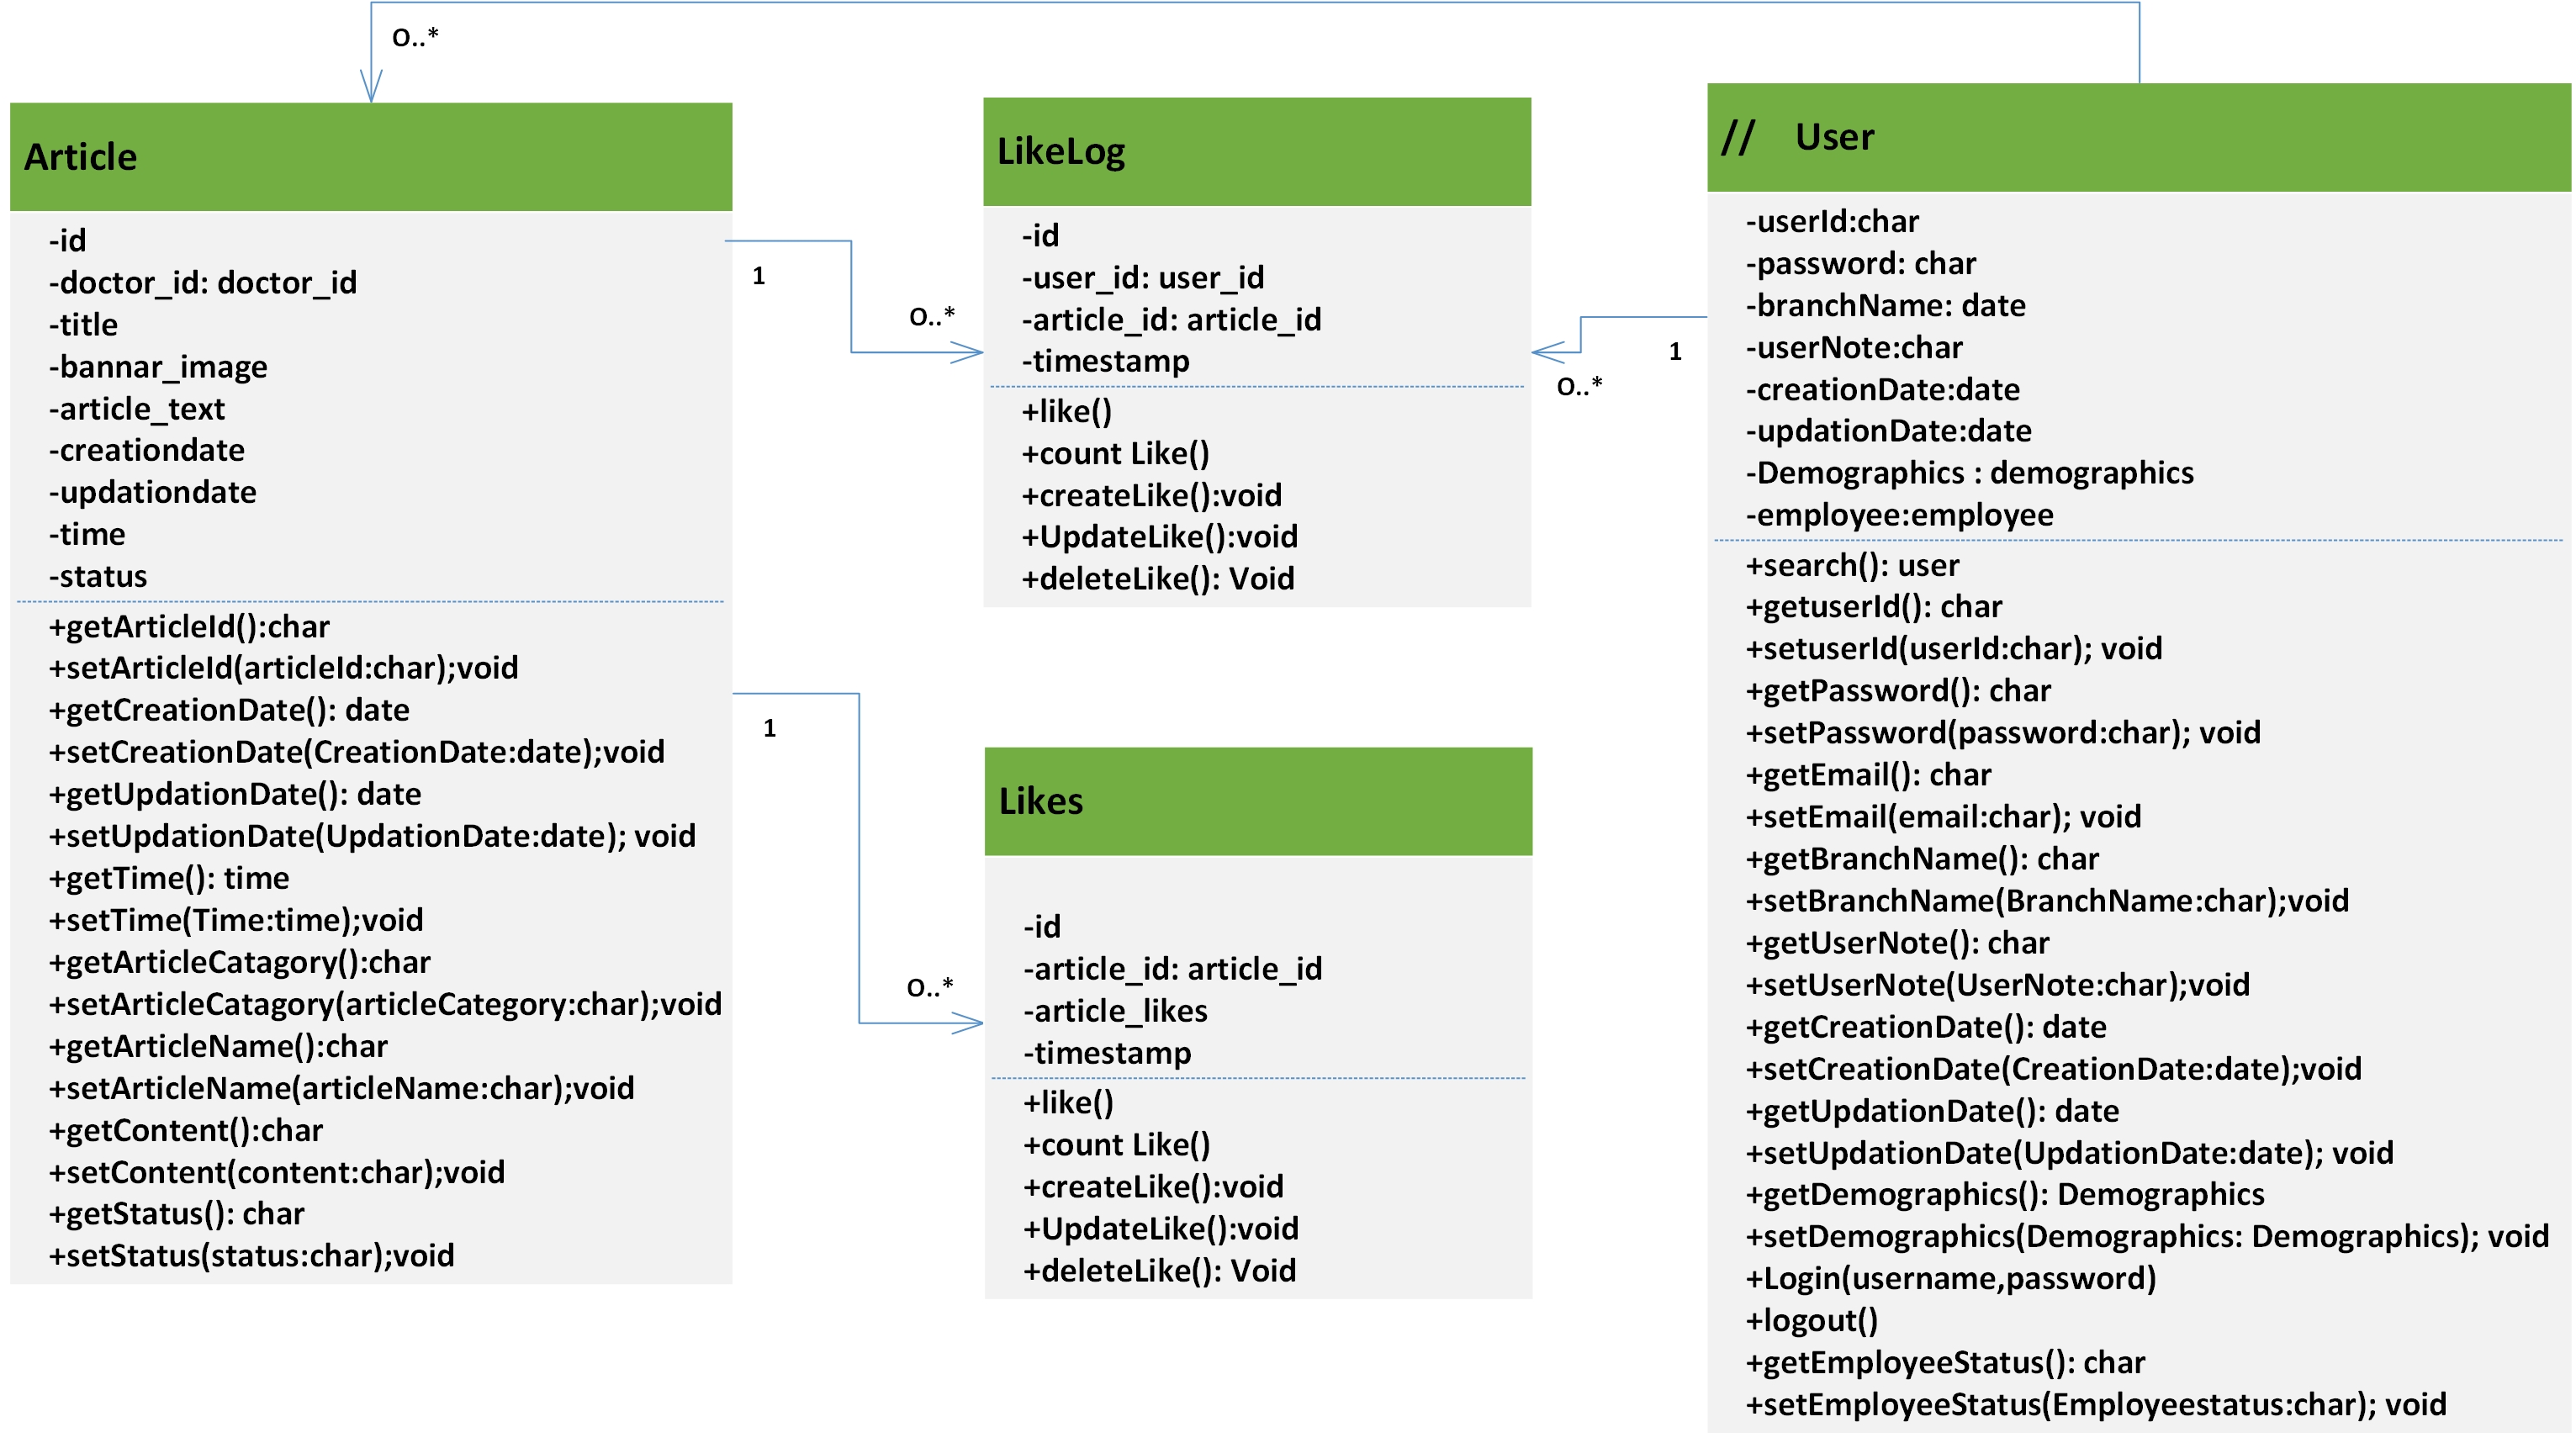 O..*
Article
-id
-doctor_id: doctor_id
-title
-bannar_image
-article_text
-creationdate
-updationdate
-time
-status
+getArticleId():char
+setArticleId(articleId:char);void
+getCreationDate(): date
+setCreationDate(CreationDate:date);void
+getUpdationDate(): date
+setUpdationDate(UpdationDate:date); void
+getTime(): time
+setTime(Time:time);void
+getArticleCatagory():char
+setArticleCatagory(articleCategory:char);void
+getArticleName():char
+setArticleName(articleName:char);void
+getContent():char
+setContent(content:char);void
+getStatus(): char
+setStatus(status:char);void
1
O..*
1
O..*
LikeLog
-id
-user_id: user_id
-article_id: article_id
-timestamp
+like()
+count Like()
+createLike():void
+UpdateLike():void
+deleteLike(): Void
Likes
-id
-article_id: article_id
-article_likes
-timestamp
+like()
+count Like()
+createLike():void
+UpdateLike():void
+deleteLike(): Void
1
O..*
// User
-userId:char
-password: char
-branchName: date
-userNote:char
-creationDate:date
-updationDate:date
-Demographics : demographics
-employee:employee
+search(): user
+getuserId(): char
+setuserId(userId:char); void
+getPassword(): char
+setPassword(password:char); void
+getEmail(): char
+setEmail(email:char); void
+getBranchName(): char
+setBranchName(BranchName:char);void
+getUserNote(): char
+setUserNote(UserNote:char);void
+getCreationDate(): date
+setCreationDate(CreationDate:date);void
+getUpdationDate(): date
+setUpdationDate(UpdationDate:date); void
+getDemographics(): Demographics
+setDemographics(Demographics: Demographics); void
+Login(username,password)
+logout()
+getEmployeeStatus(): char
+setEmployeeStatus(Employeestatus:char); void